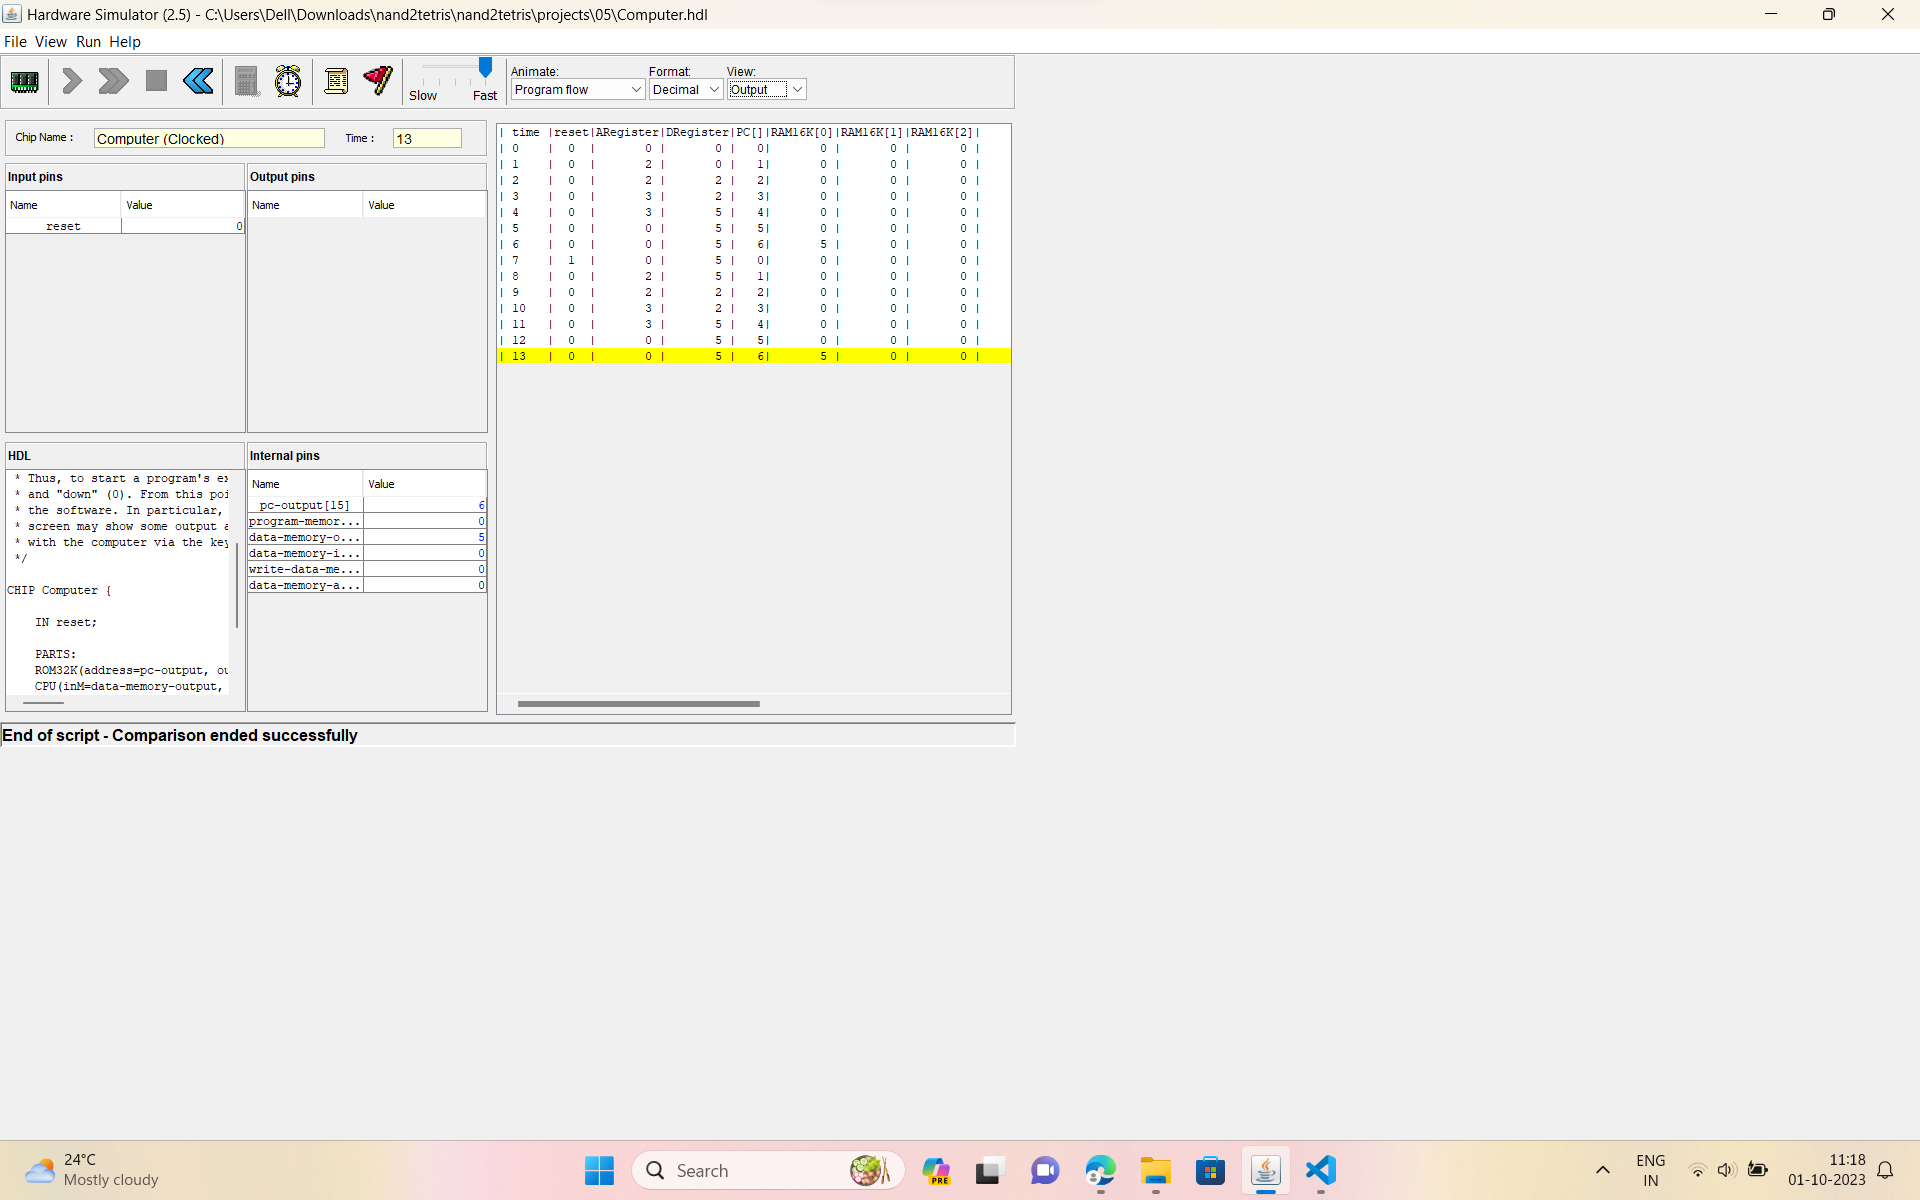 Hardware Simulator (2.5) - C:\Users\Dell\Downloads\nand2tetris\nand2tetris\projects\05\Computer.hdl
File View Run Help
Slow Fast
Animate:
Program flow
Format:
Decimal
View:
Output
Chip Name : Computer (Clocked) Time : 13
Input pins
Name Value
reset 0
Output pins
Name Value
HDL
* Thus, to start a program's ex
* and "down" (0). From this poi
* the software. In particular,
* screen may show some output a
* with the computer via the key
*/
CHIP Computer {
IN reset;
PARTS:
ROM32K(address=pc-output, ou
CPU(inM=data-memory-output,
Internal pins
Name Value
pc-output[15] 6
program-memor... 0
data-memory-o... 5
data-memory-i... 0
write-data-me... 0
data-memory-a... 0
| time |reset|ARegister|DRegister|PC[]|RAM16K[0]|RAM16K[1]|RAM16K[2]|
| 0 | 0 | 0 | 0 | 0| 0 | 0 | 0 |
| 1 | 0 | 2 | 0 | 1| 0 | 0 | 0 |
| 2 | 0 | 2 | 2 | 2| 0 | 0 | 0 |
| 3 | 0 | 3 | 2 | 3| 0 | 0 | 0 |
| 4 | 0 | 3 | 5 | 4| 0 | 0 | 0 |
| 5 | 0 | 0 | 5 | 5| 0 | 0 | 0 |
| 6 | 0 | 0 | 5 | 6| 5 | 0 | 0 |
| 7 | 1 | 0 | 5 | 0| 0 | 0 | 0 |
| 8 | 0 | 2 | 5 | 1| 0 | 0 | 0 |
| 9 | 0 | 2 | 2 | 2| 0 | 0 | 0 |
| 10 | 0 | 3 | 2 | 3| 0 | 0 | 0 |
| 11 | 0 | 3 | 5 | 4| 0 | 0 | 0 |
| 12 | 0 | 0 | 5 | 5| 0 | 0 | 0 |
| 13 | 0 | 0 | 5 | 6| 5 | 0 | 0 |
End of script - Comparison ended successfully
24°C
Mostly cloudy
Search
PRE
ENG
IN
11:18
01-10-2023